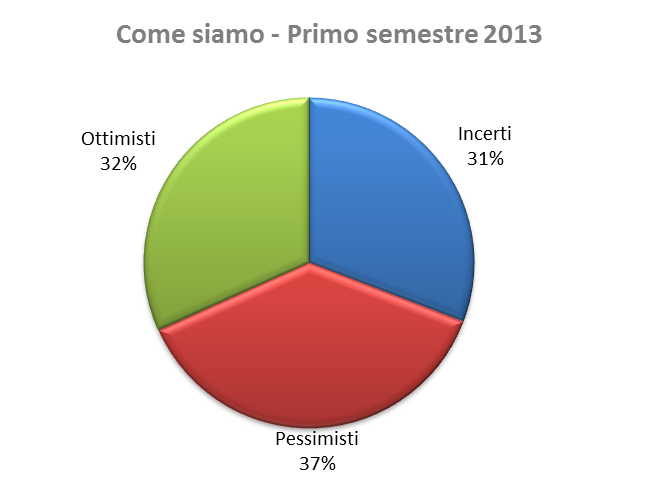 Come siamo - Primo semestre 2013
Incerti
31%
Ottimisti
32%
Pessimisti
37%